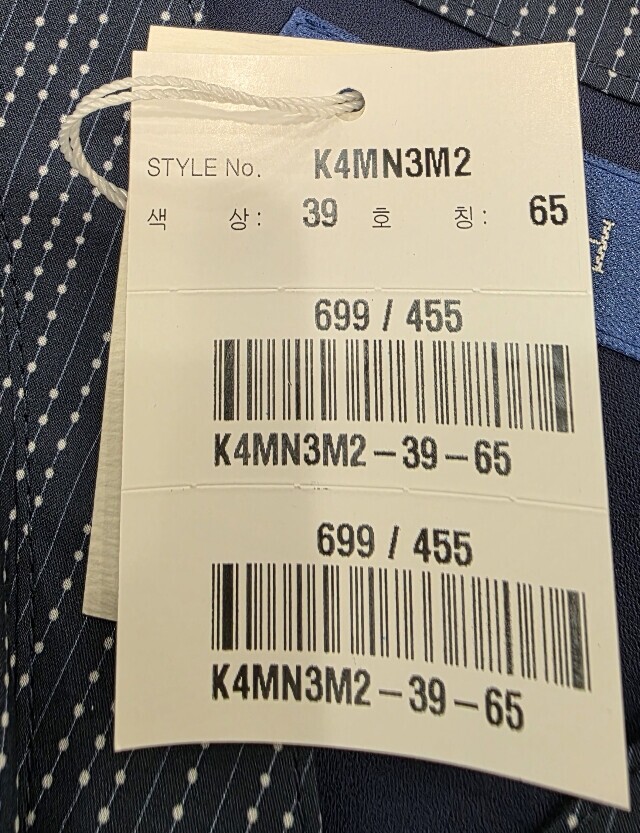 STYLE No. K4MN3M2
색 상: 39 호 칭: 65
699 / 455
K4MN3M2-39-65
699 / 455
K4MN3M2-39-65